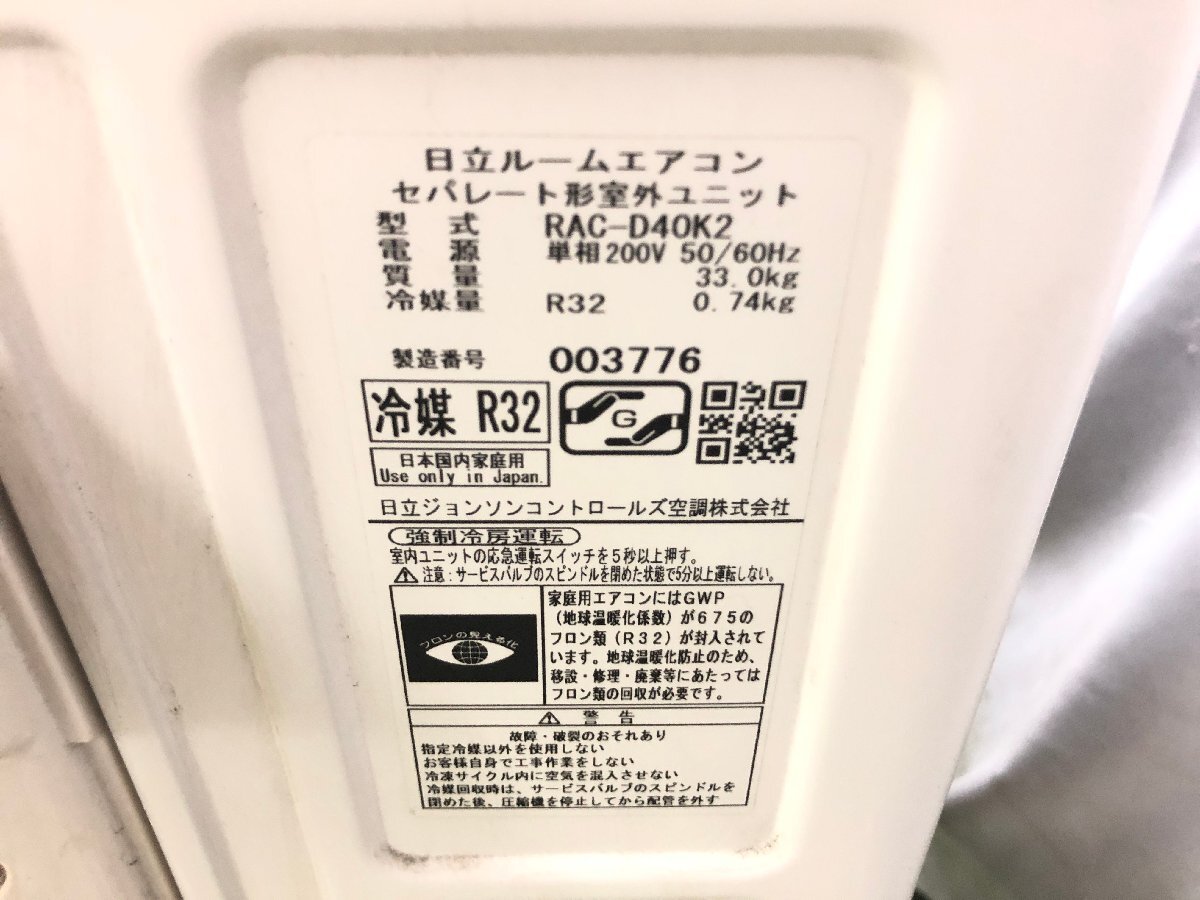 日立ルームエアコン
セパレート形室外ユニット
型 式 RAC-D40K2
電 源 単相200V 50/60Hz
質 量 33.0kg
冷媒量 R32 0.74kg
製造番号 003776
冷媒 R32
G
日本国内家庭用
Use only in Japan.
日立ジョンソンコントロールズ空調株式会社
強制冷房運転
室内ユニットの応急運転スイッチを5秒以上押す。
注意:サービスバルブのスピンドルを閉めた状態で5分以上運転しない。
フロンの見える化
家庭用エアコンにはGWP
(地球温暖化係数)が675の
フロン類(R32)が封入されて
います。地球温暖化防止のため、
移設・修理・廃棄等にあたっては
フロン類の回収が必要です。
警 告
故障・破裂のおそれあり
指定冷媒以外を使用しない
お客様自身で工事作業をしない
冷凍サイクル内に空気を混入させない
冷媒回収時は、サービスバルブのスピンドルを
閉めた後、圧縮機を停止してから配管を外す